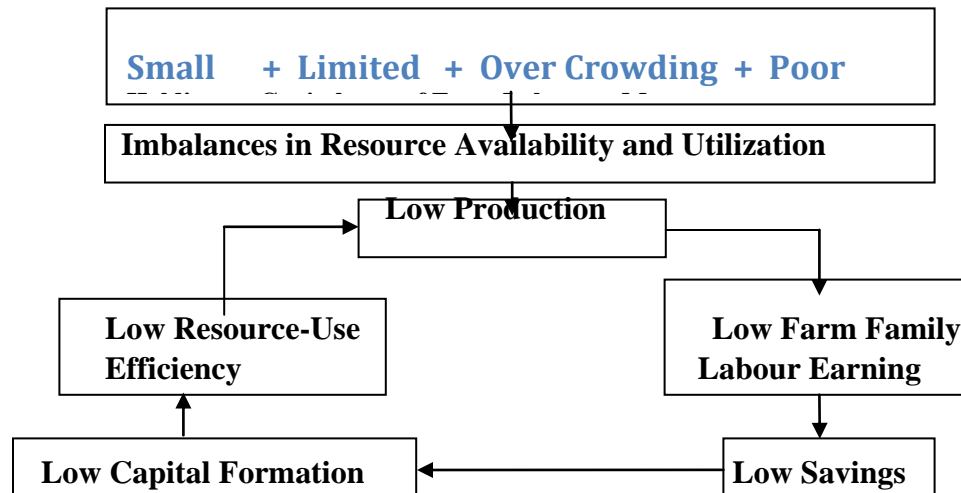 Small + Limited + Over Crowding + Poor
Imbalances in Resource Availability and Utilization
Low Production
Low Resource-Use
Efficiency
Low Farm Family
Labour Earning
Low Capital Formation
Low Savings